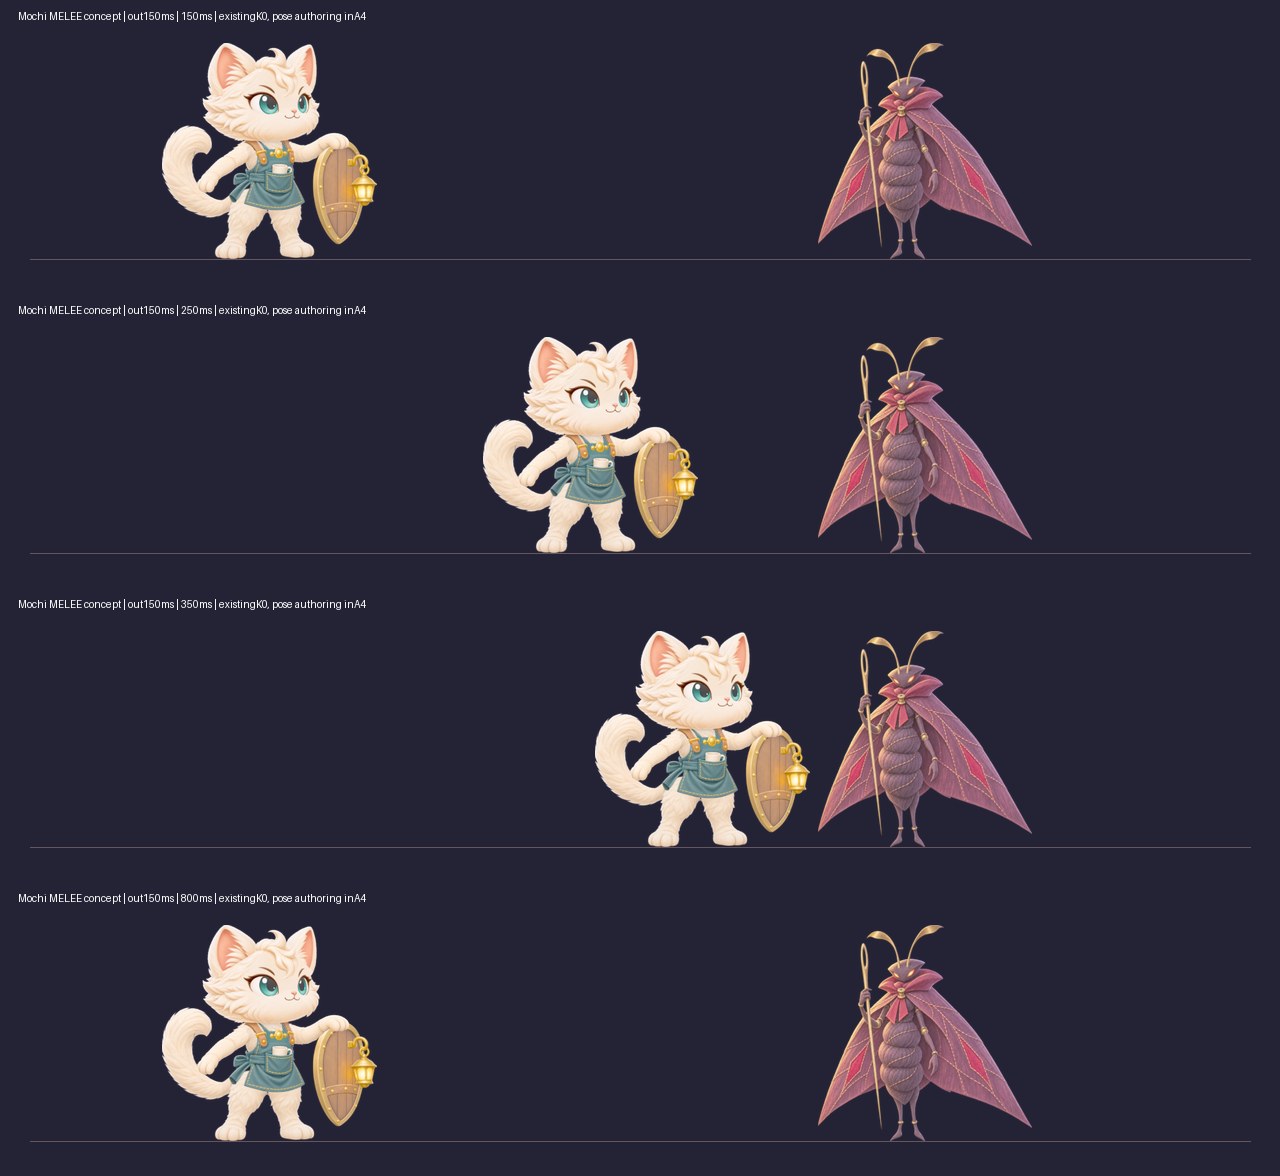 Mochi MELEE concept | out150ms | 150ms | existingK0, pose authoring inA4
Mochi MELEE concept | out150ms | 250ms | existingK0, pose authoring inA4
Mochi MELEE concept | out150ms | 350ms | existingK0, pose authoring inA4
Mochi MELEE concept | out150ms | 800ms | existingK0, pose authoring inA4